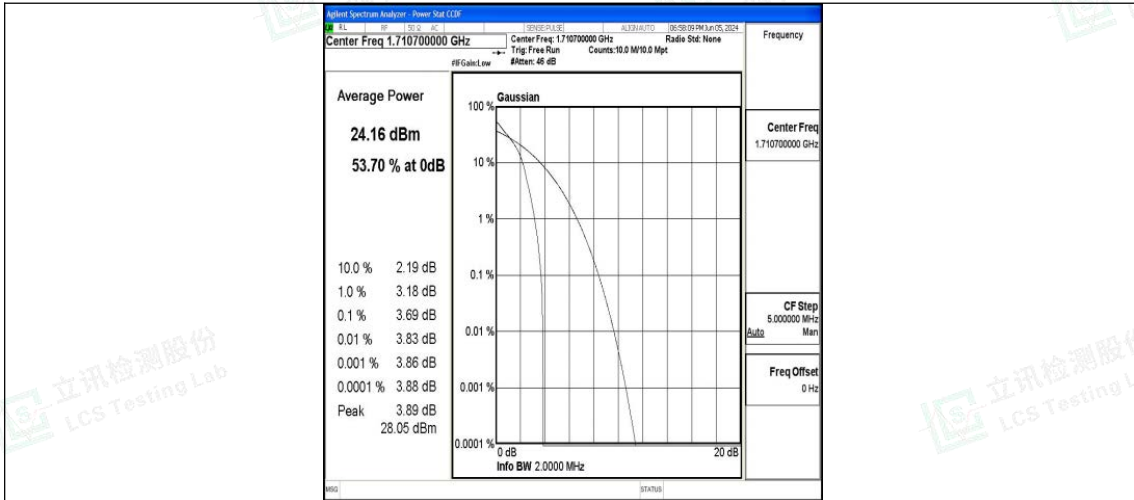 Agilent Spectrum Analyzer - Power Stat CCDF
RL RF 50 Ω AC SENSE:PULSE ALIGN AUTO 06:58:09 PM Jun 05, 2024
Center Freq 1.710700000 GHz
Center Freq: 1.710700000 GHz Radio Std: None
Trig: Free Run Counts:10.0 M/10.0 Mpt
#IFGain:Low #Atten: 46 dB
Frequency
Average Power
24.16 dBm
53.70 % at 0dB
10.0 % 2.19 dB
1.0 % 3.18 dB
0.1 % 3.69 dB
0.01 % 3.83 dB
0.001 % 3.86 dB
0.0001 % 3.88 dB
Peak 3.89 dB
28.05 dBm
Gaussian
100 %
10 %
1 %
0.1 %
0.01 %
0.001 %
0.0001 %
0 dB 20 dB
Info BW 2.0000 MHz
Center Freq
1.710700000 GHz
CF Step
5.000000 MHz
Auto Man
Freq Offset
0 Hz
MSG STATUS
立讯检测股份
LCS Testing Lab
立讯检测股份
LCS Testing L